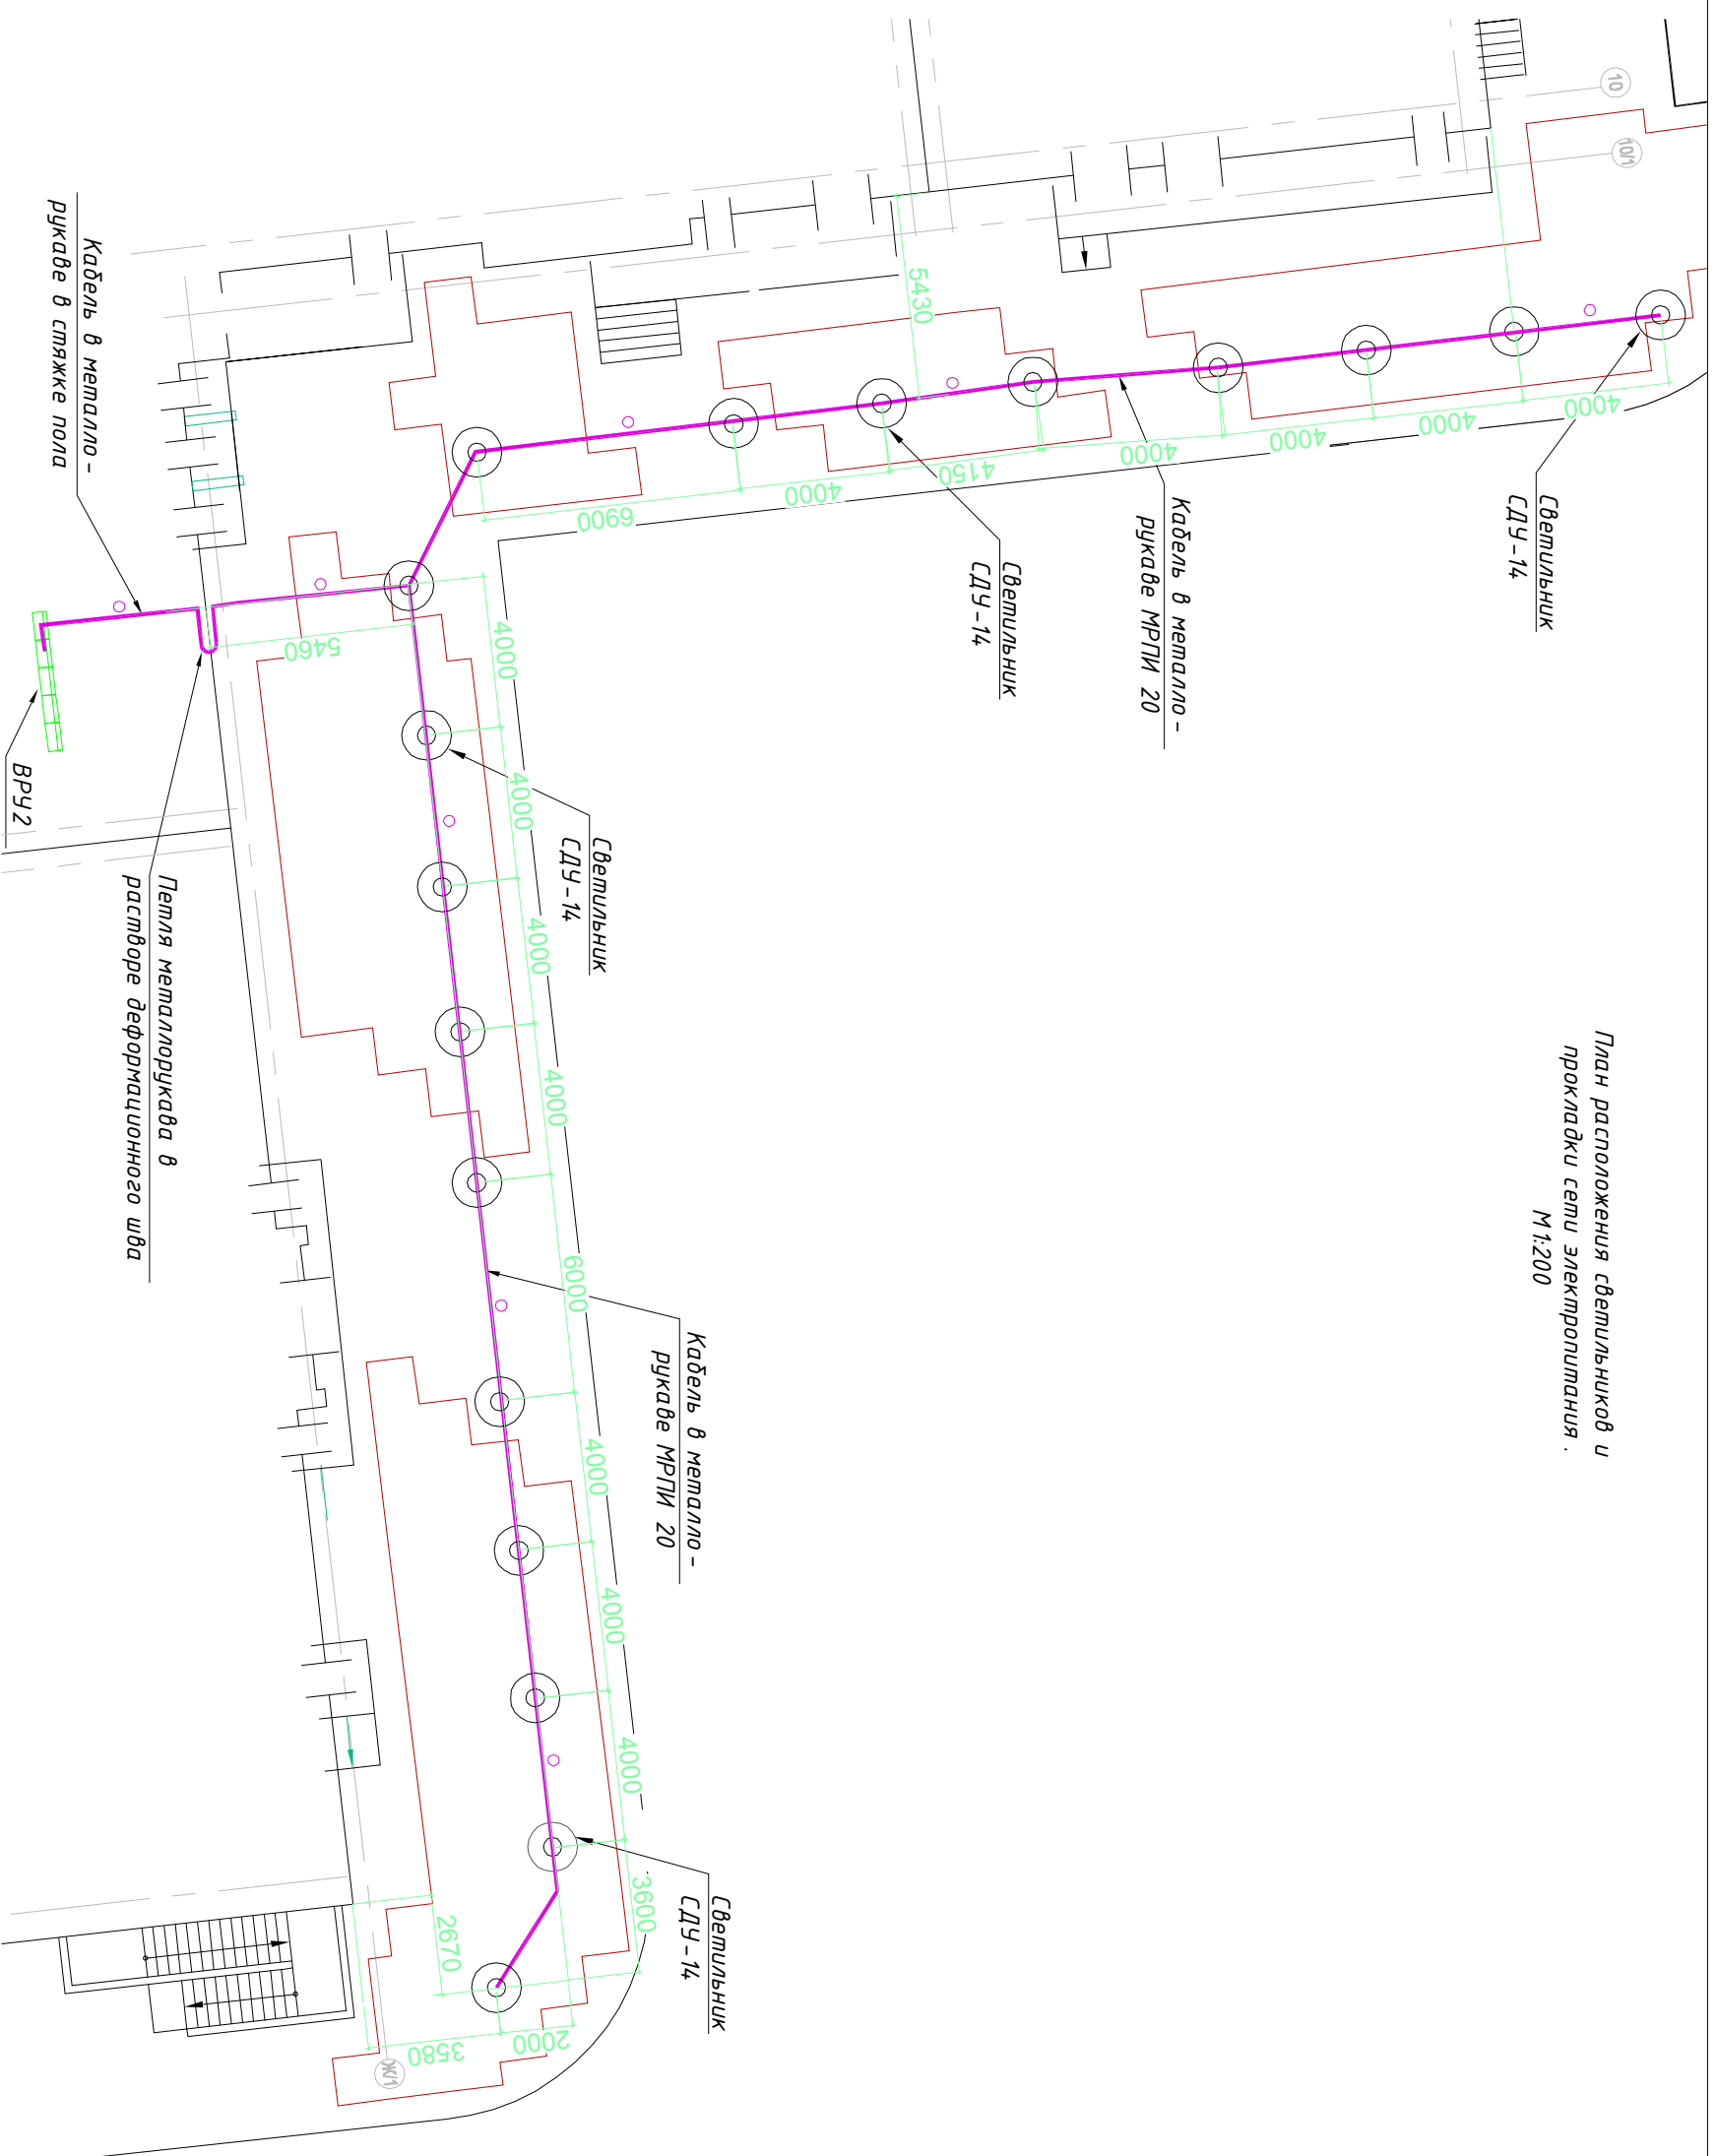 План расположения светильников и
прокладки сети электропитания.
М 1:200
10
10/1
Светильник
СДУ-14
Кабель в металло-
рукаве МРПИ 20
Светильник
СДУ-14
5430
4000
4000
4000
4000
4150
4000
6900
Кабель в металло-
рукаве в стяжке пола
5460
ВРУ2
Петля металлорукава в
растворе деформационного шва
Светильник
СДУ-14
4000
4000
4000
4000
6000
4000
4000
4000
3600
Кабель в металло-
рукаве МРПИ 20
Светильник
СДУ-14
2670
3580
2000
Ж/1